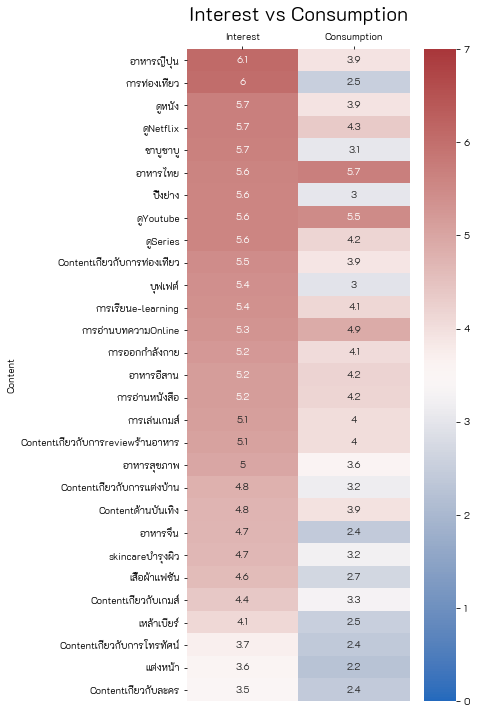 Interest vs Consumption
Interest Consumption
อาหารญี่ปุ่น 6.1 3.9
การท่องเที่ยว 6 2.5
ดูหนัง 5.7 3.9
ดูNetflix 5.7 4.3
ชาบูชาบู 5.7 3.1
อาหารไทย 5.6 5.7
ปิ้งย่าง 5.6 3
ดูYoutube 5.6 5.5
ดูSeries 5.6 4.2
Contentเกี่ยวกับการท่องเที่ยว 5.5 3.9
บุฟเฟต์ 5.4 3
การเรียนe-learning 5.4 4.1
การอ่านบทความOnline 5.3 4.9
การออกกำลังกาย 5.2 4.1
อาหารอีสาน 5.2 4.2
การอ่านหนังสือ 5.2 4.2
การเล่นเกมส์ 5.1 4
Contentเกี่ยวกับการreviewร้านอาหาร 5.1 4
อาหารสุขภาพ 5 3.6
Contentเกี่ยวกับการแต่งบ้าน 4.8 3.2
Contentด้านบันเทิง 4.8 3.9
อาหารจีน 4.7 2.4
skincareบำรุงผิว 4.7 3.2
เสื้อผ้าแฟชั่น 4.6 2.7
Contentเกี่ยวกับเกมส์ 4.4 3.3
เหล้าเบียร์ 4.1 2.5
Contentเกี่ยวกับการโทรทัศน์ 3.7 2.4
แต่งหน้า 3.6 2.2
Contentเกี่ยวกับละคร 3.5 2.4
Content
7
6
5
4
3
2
1
0